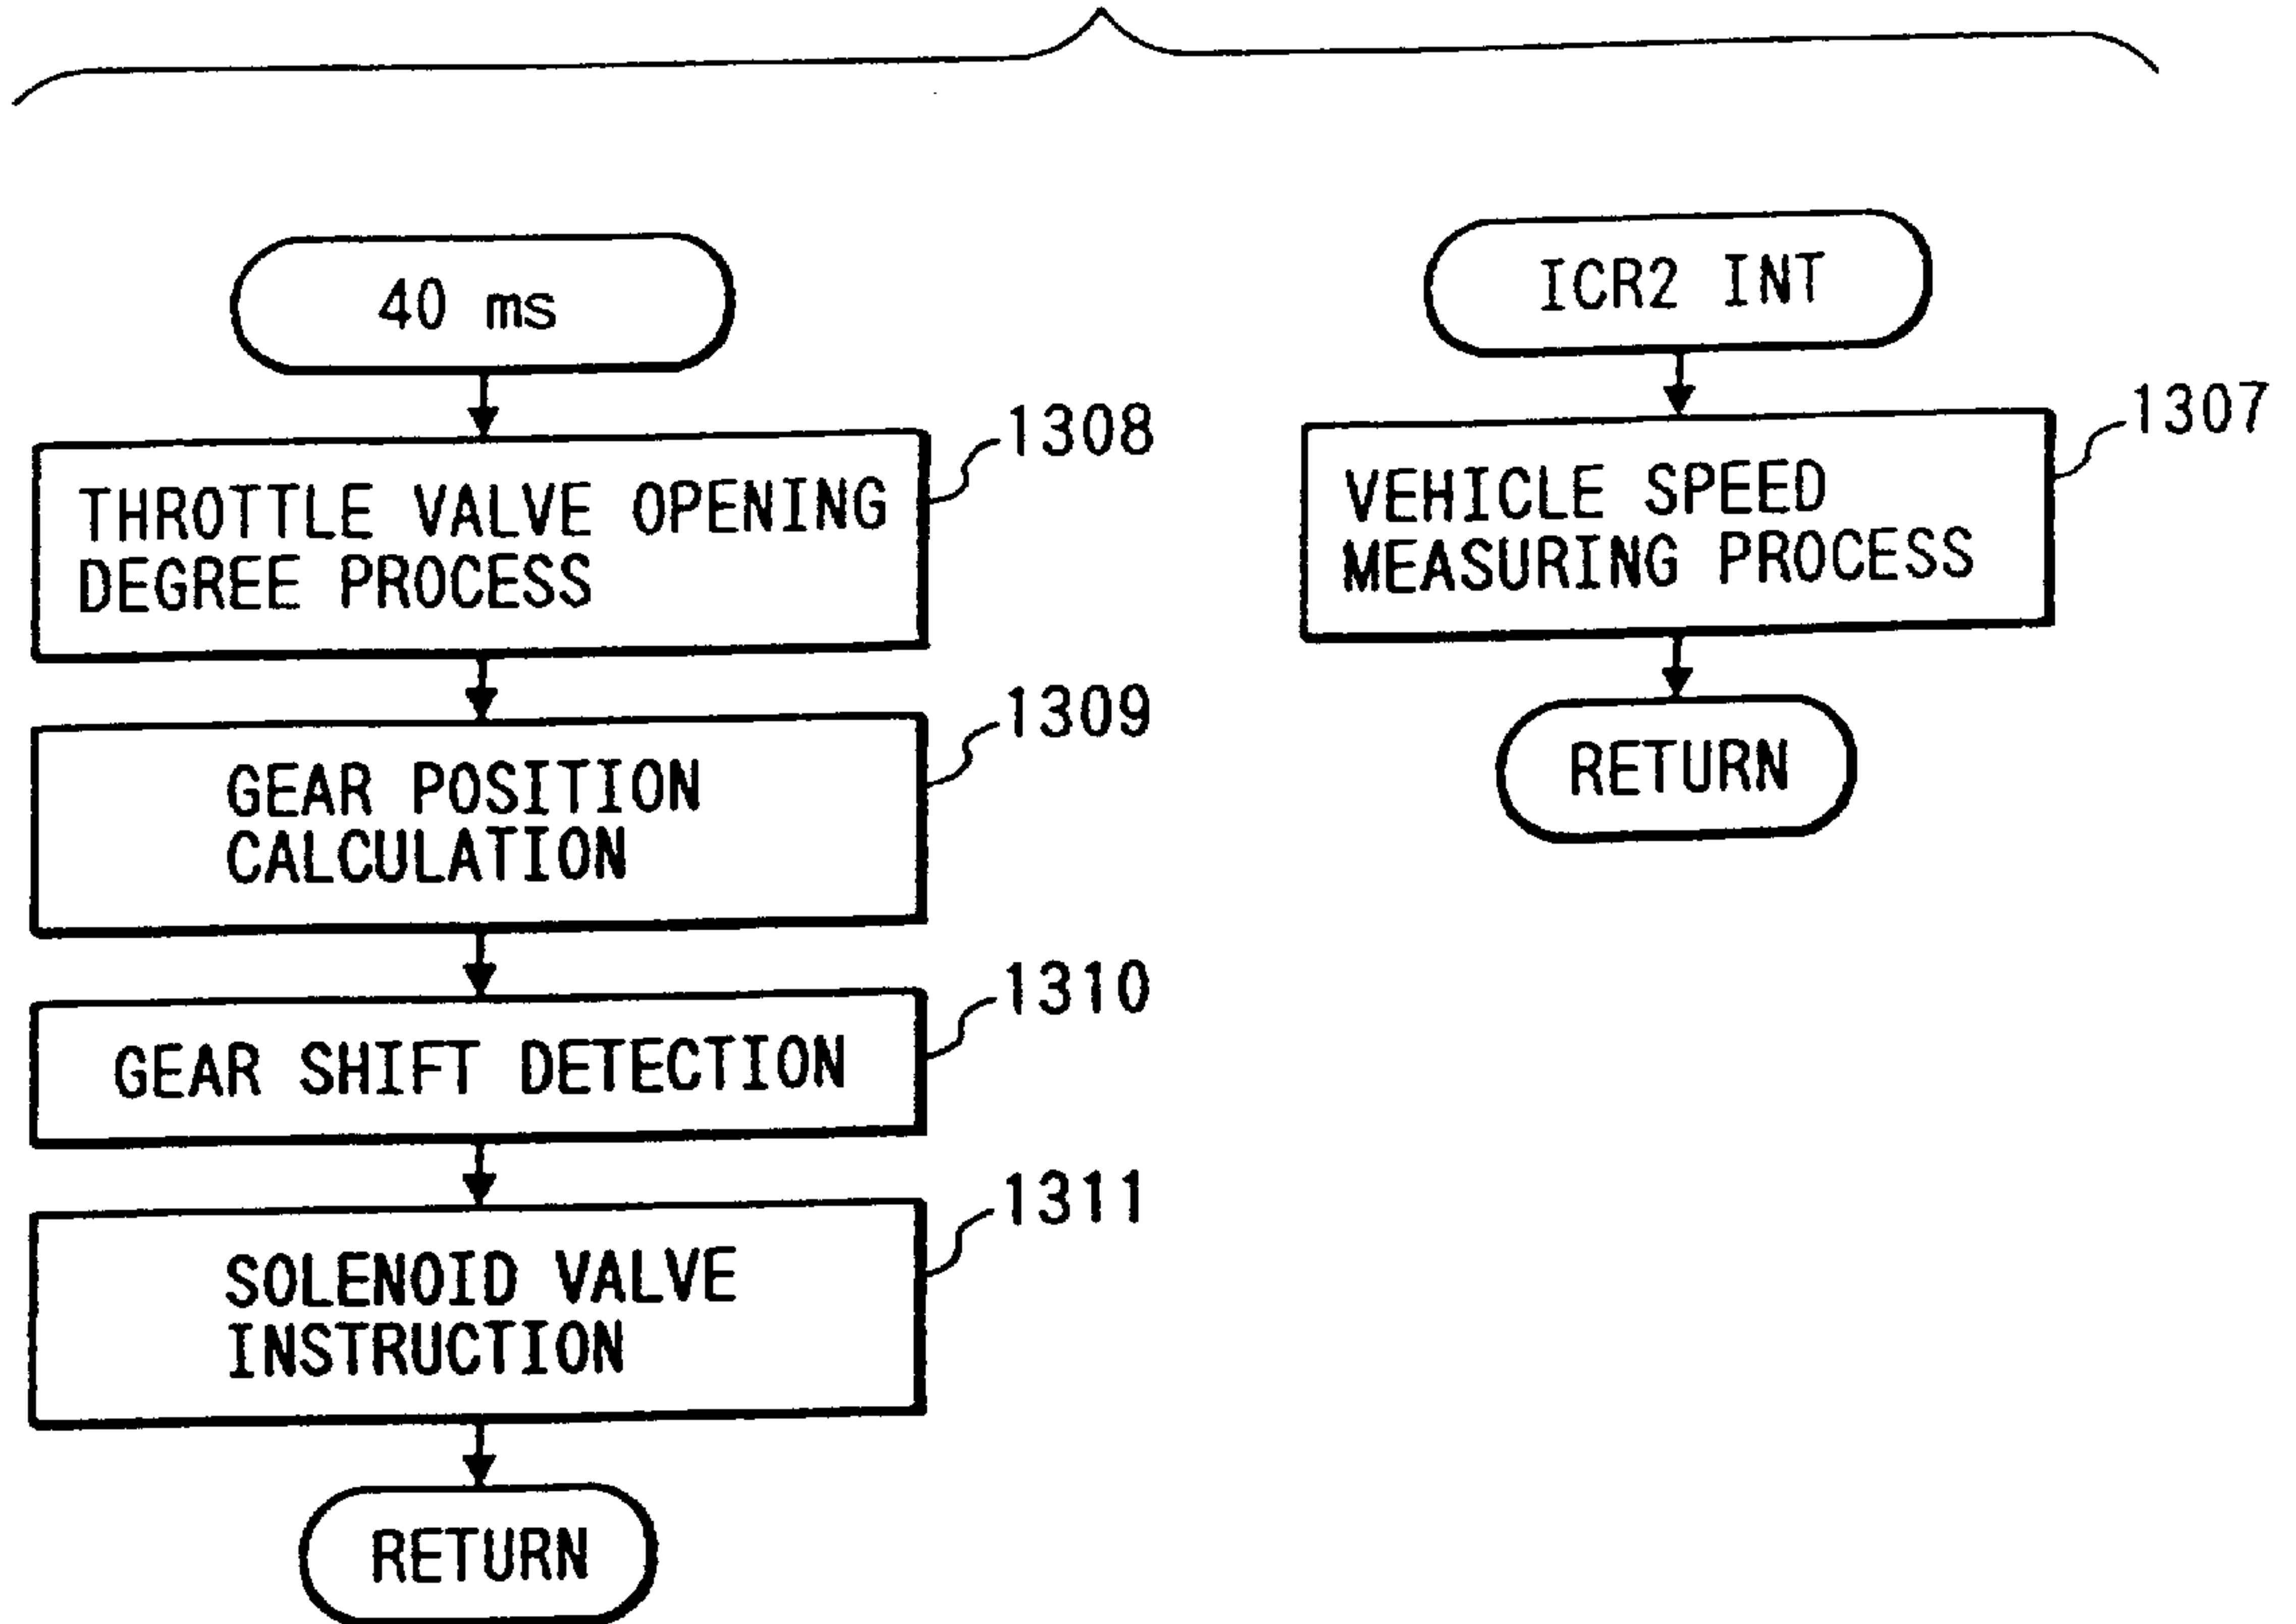 40 ms
1308
THROTTLE VALVE OPENING
DEGREE PROCESS
1309
GEAR POSITION
CALCULATION
1310
GEAR SHIFT DETECTION
1311
SOLENOID VALVE
INSTRUCTION
RETURN
ICR2 INT
1307
VEHICLE SPEED
MEASURING PROCESS
RETURN